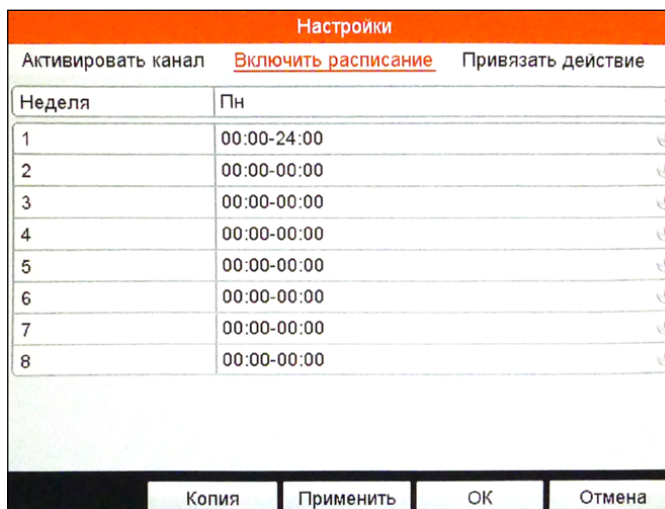 Настройки
Активировать канал Включить расписание Привязать действие
Неделя Пн
1 00:00-24:00
2 00:00-00:00
3 00:00-00:00
4 00:00-00:00
5 00:00-00:00
6 00:00-00:00
7 00:00-00:00
8 00:00-00:00
Копия Применить ОК Отмена